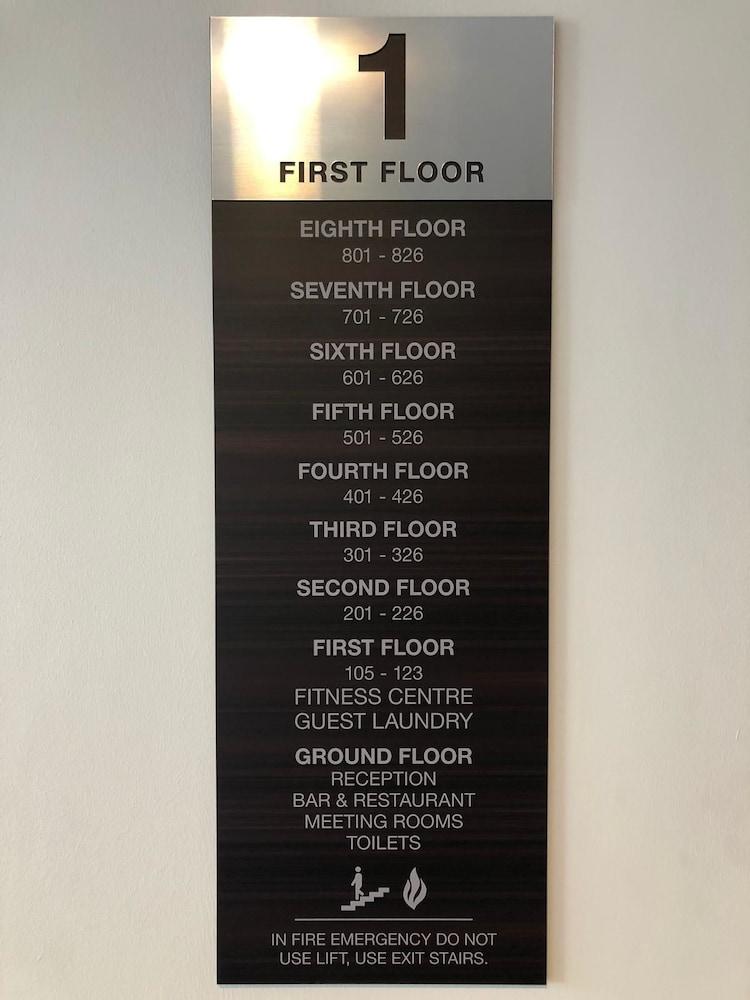 1
FIRST FLOOR
EIGHTH FLOOR
801 - 826
SEVENTH FLOOR
701 - 726
SIXTH FLOOR
601 - 626
FIFTH FLOOR
501 - 526
FOURTH FLOOR
401 - 426
THIRD FLOOR
301 - 326
SECOND FLOOR
201 - 226
FIRST FLOOR
105 - 123
FITNESS CENTRE
GUEST LAUNDRY
GROUND FLOOR
RECEPTION
BAR & RESTAURANT
MEETING ROOMS
TOILETS
IN FIRE EMERGENCY DO NOT
USE LIFT, USE EXIT STAIRS.